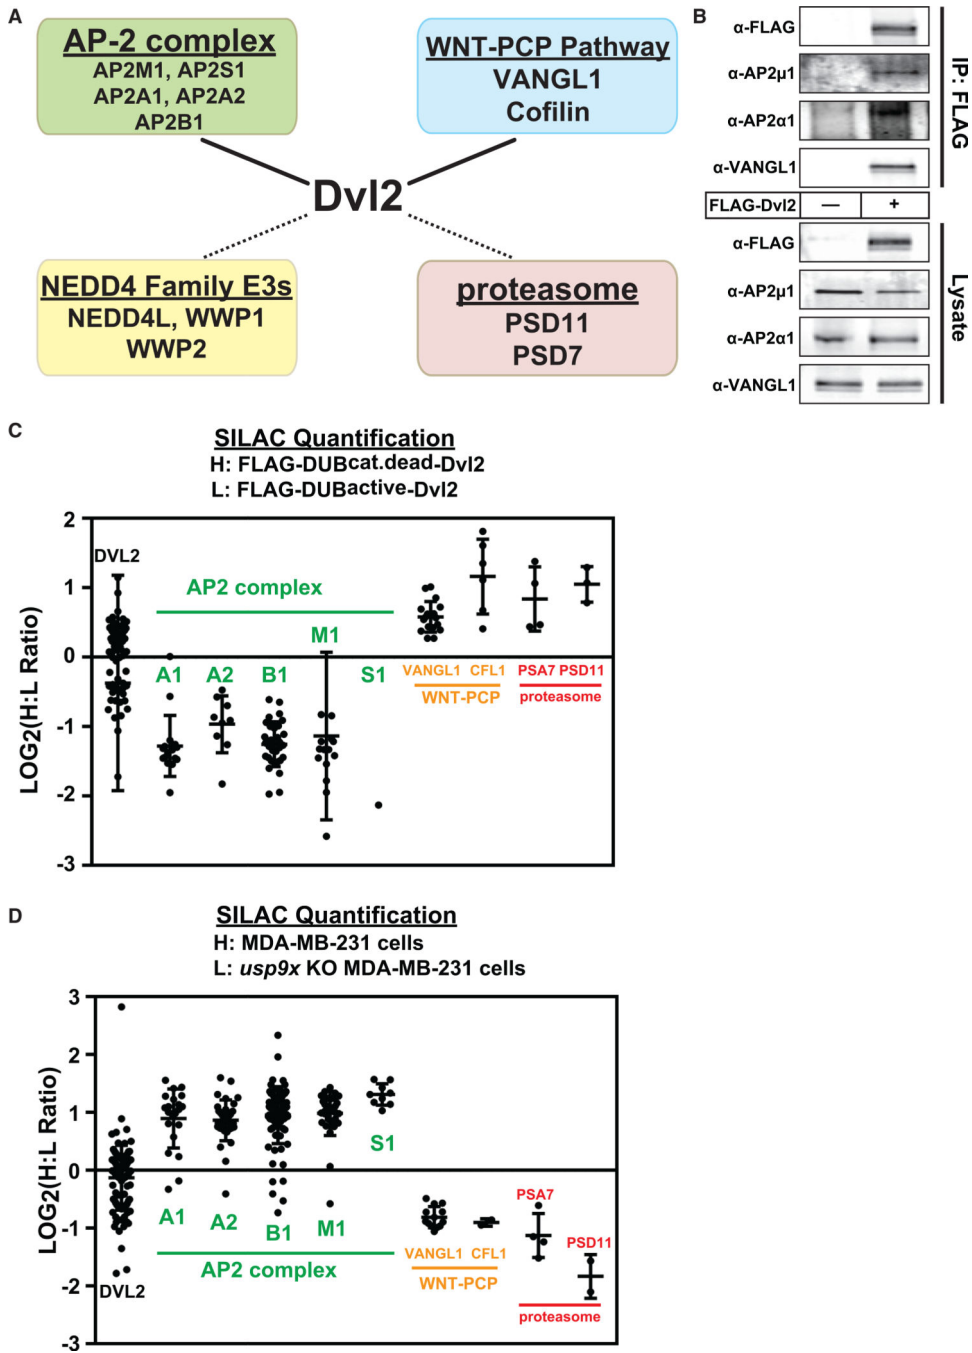 A
AP-2 complex
AP2M1, AP2S1
AP2A1, AP2A2
AP2B1
WNT-PCP Pathway
VANGL1
Cofilin
Dvl2
NEDD4 Family E3s
NEDD4L, WWP1
WWP2
proteasome
PSD11
PSD7
B
α-FLAG
α-AP2μ1
α-AP2α1
α-VANGL1
IP: FLAG
FLAG-Dvl2 — +
α-FLAG
α-AP2μ1
α-AP2α1
α-VANGL1
Lysate
C
SILAC Quantification
H: FLAG-DUBcat.dead-Dvl2
L: FLAG-DUBactive-Dvl2
LOG2(H:L Ratio)
2
1
0
-1
-2
-3
DVL2
AP2 complex
A1 A2 B1 M1 S1
VANGL1 CFL1
WNT-PCP
PSA7 PSD11
proteasome
D
SILAC Quantification
H: MDA-MB-231 cells
L: usp9x KO MDA-MB-231 cells
LOG2(H:L Ratio)
3
2
1
0
-1
-2
-3
DVL2
A1 A2 B1 M1 S1
AP2 complex
VANGL1 CFL1
WNT-PCP
PSA7
PSD11
proteasome